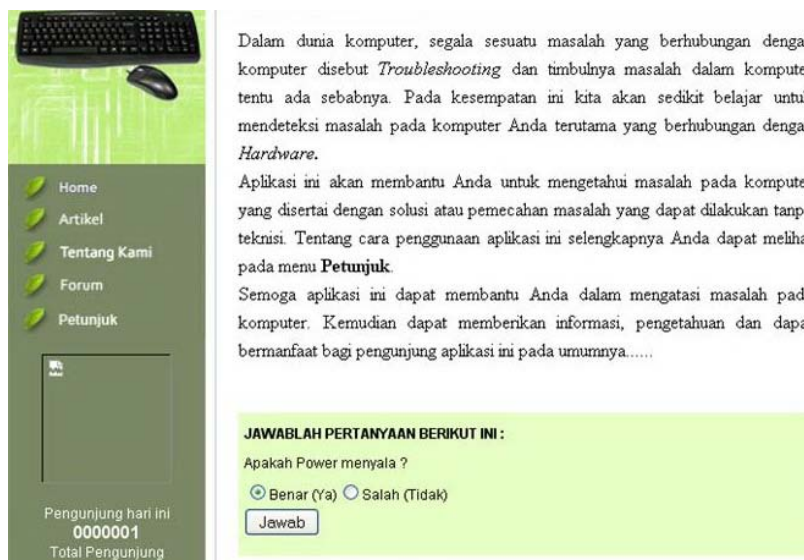 Home
Artikel
Tentang Kami
Forum
Petunjuk
Pengunjung hari ini
0000001
Total Pengunjung
Dalam dunia komputer, segala sesuatu masalah yang berhubungan denga
komputer disebut Troubleshooting dan timbulnya masalah dalam kompute
tentu ada sebabnya. Pada kesempatan ini kita akan sedikit belajar untu
mendeteksi masalah pada komputer Anda terutama yang berhubungan denga
Hardware.
Aplikasi ini akan membantu Anda untuk mengetahui masalah pada kompute
yang disertai dengan solusi atau pemecahan masalah yang dapat dilakukan tanp
teknisi. Tentang cara penggunaan aplikasi ini selengkapnya Anda dapat meliha
pada menu Petunjuk.
Semoga aplikasi ini dapat membantu Anda dalam mengatasi masalah pad
komputer. Kemudian dapat memberikan informasi, pengetahuan dan dapa
bermanfaat bagi pengunjung aplikasi ini pada umumnya......
JAWABLAH PERTANYAAN BERIKUT INI :
Apakah Power menyala ?
Benar (Ya) Salah (Tidak)
Jawab